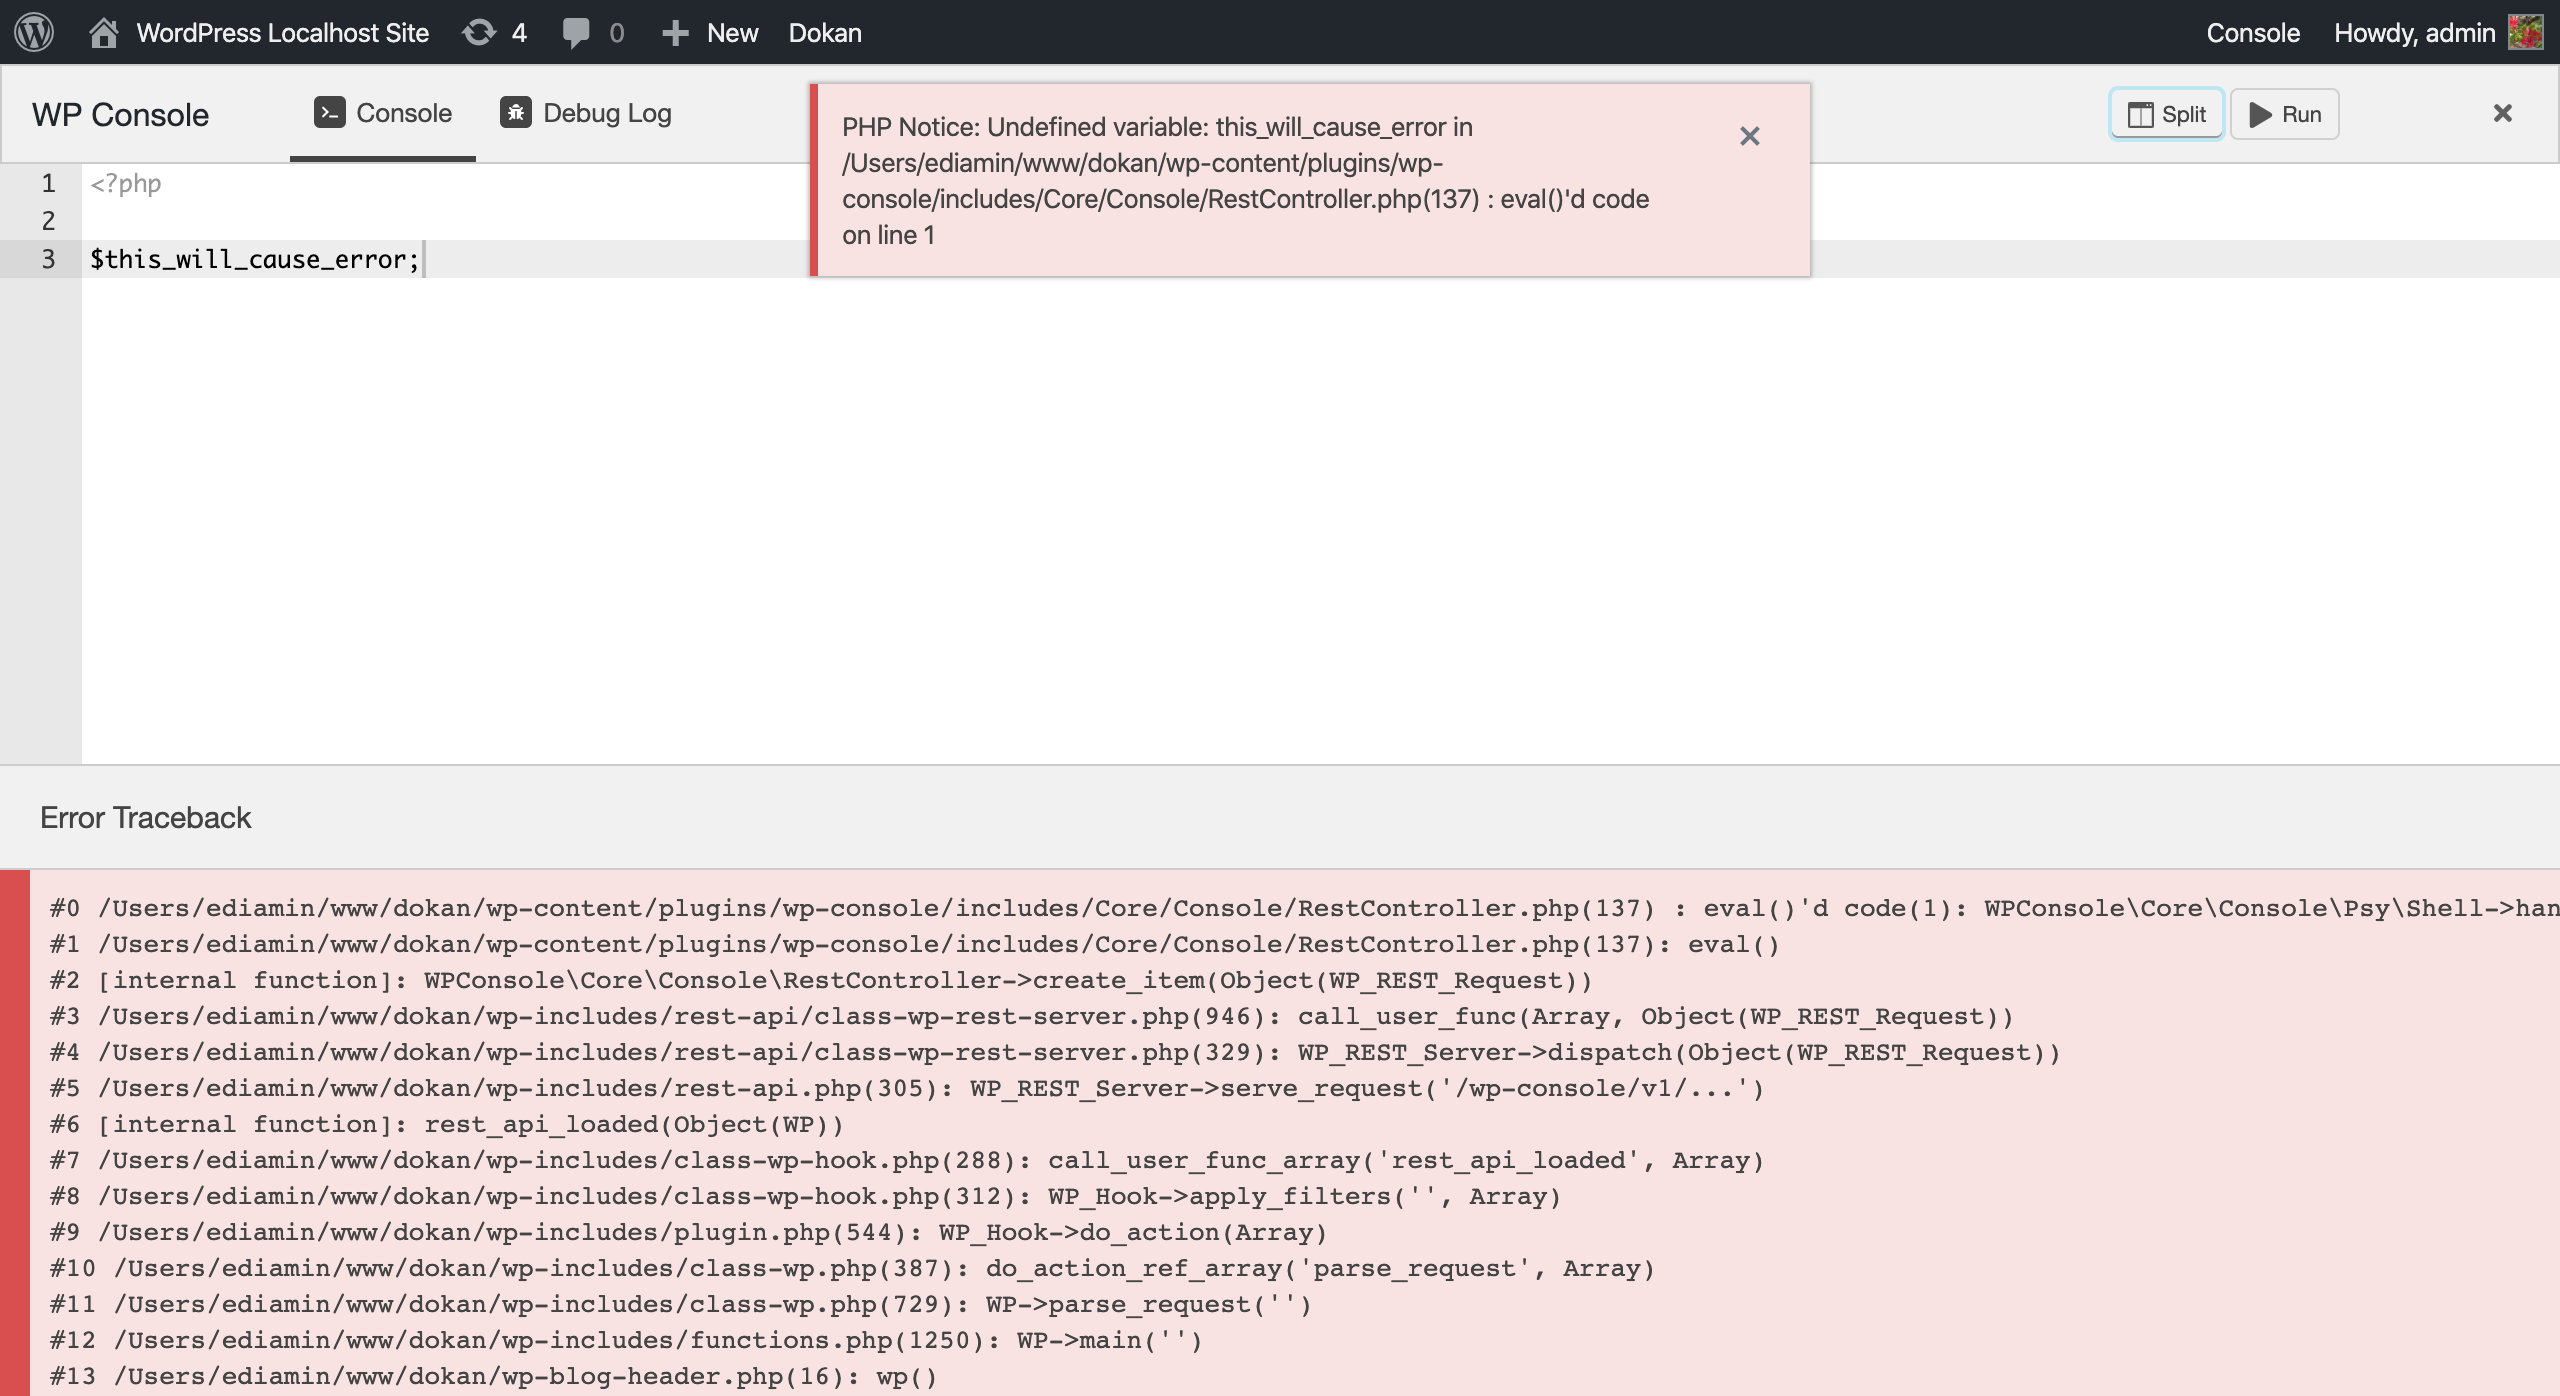 WordPress Localhost Site 4 0 New Dokan Console Howdy, admin
WP Console Console Debug Log Split Run
PHP Notice: Undefined variable: this_will_cause_error in
/Users/ediamin/www/dokan/wp-content/plugins/wp-
console/includes/Core/Console/RestController.php(137) : eval()'d code
on line 1
1 <?php
2
3 $this_will_cause_error;
Error Traceback
#0 /Users/ediamin/www/dokan/wp-content/plugins/wp-console/includes/Core/Console/RestController.php(137) : eval()'d code(1): WPConsole\Core\Console\Psy\Shell->han
#1 /Users/ediamin/www/dokan/wp-content/plugins/wp-console/includes/Core/Console/RestController.php(137): eval()
#2 [internal function]: WPConsole\Core\Console\RestController->create_item(Object(WP_REST_Request))
#3 /Users/ediamin/www/dokan/wp-includes/rest-api/class-wp-rest-server.php(946): call_user_func(Array, Object(WP_REST_Request))
#4 /Users/ediamin/www/dokan/wp-includes/rest-api/class-wp-rest-server.php(329): WP_REST_Server->dispatch(Object(WP_REST_Request))
#5 /Users/ediamin/www/dokan/wp-includes/rest-api.php(305): WP_REST_Server->serve_request('/wp-console/v1/...')
#6 [internal function]: rest_api_loaded(Object(WP))
#7 /Users/ediamin/www/dokan/wp-includes/class-wp-hook.php(288): call_user_func_array('rest_api_loaded', Array)
#8 /Users/ediamin/www/dokan/wp-includes/class-wp-hook.php(312): WP_Hook->apply_filters('', Array)
#9 /Users/ediamin/www/dokan/wp-includes/plugin.php(544): WP_Hook->do_action(Array)
#10 /Users/ediamin/www/dokan/wp-includes/class-wp.php(387): do_action_ref_array('parse_request', Array)
#11 /Users/ediamin/www/dokan/wp-includes/class-wp.php(729): WP->parse_request('')
#12 /Users/ediamin/www/dokan/wp-includes/functions.php(1250): WP->main('')
#13 /Users/ediamin/www/dokan/wp-blog-header.php(16): wp()